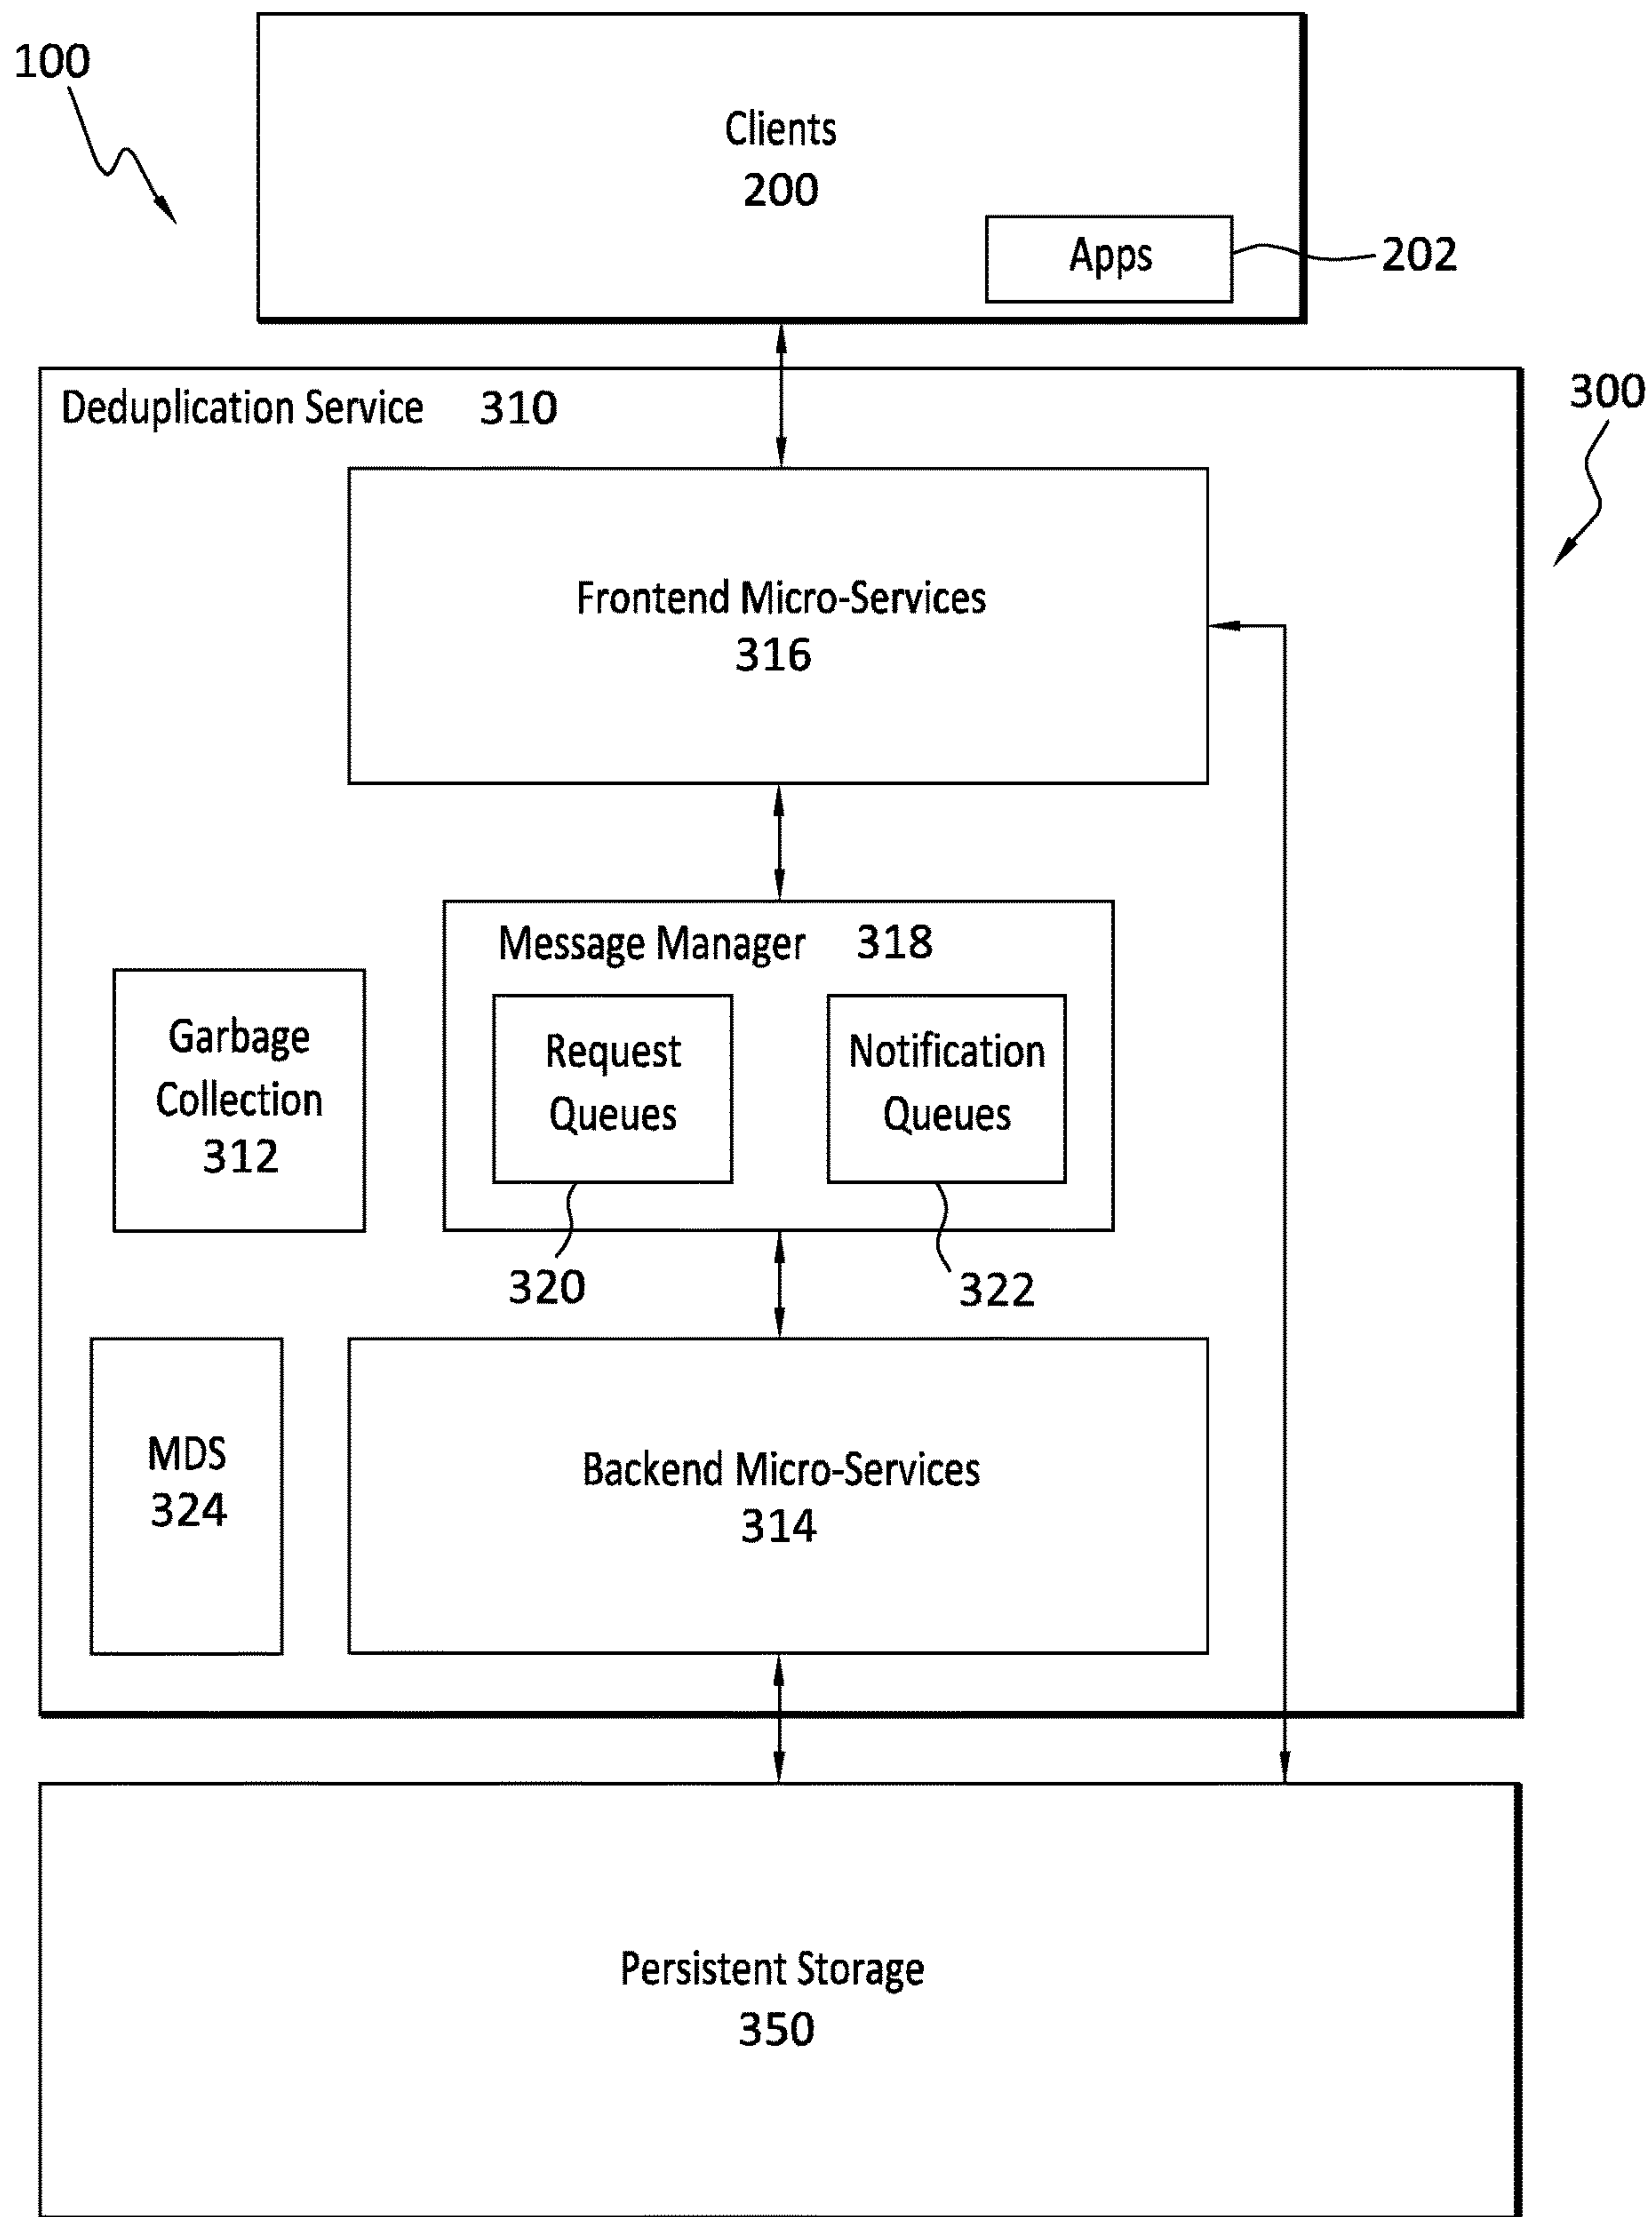 100
Clients
200
Apps
202
Deduplication Service 310
300
Frontend Micro-Services
316
Message Manager 318
Garbage
Collection
312
Request
Queues
Notification
Queues
320
322
MDS
324
Backend Micro-Services
314
Persistent Storage
350